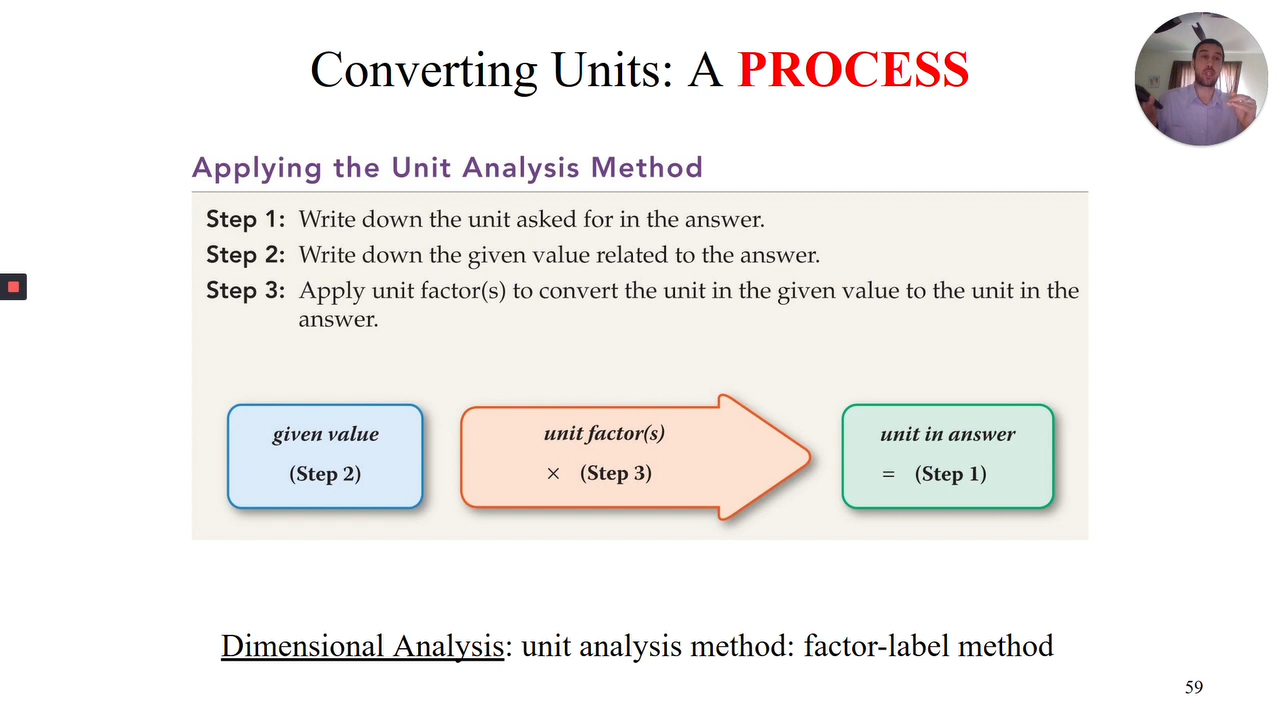 Converting Units: A PROCESS
Applying the Unit Analysis Method
Step 1: Write down the unit asked for in the answer.
Step 2: Write down the given value related to the answer.
Step 3: Apply unit factor(s) to convert the unit in the given value to the unit in the
answer.
given value
(Step 2)
unit factor(s)
× (Step 3)
unit in answer
= (Step 1)
Dimensional Analysis: unit analysis method: factor-label method
59